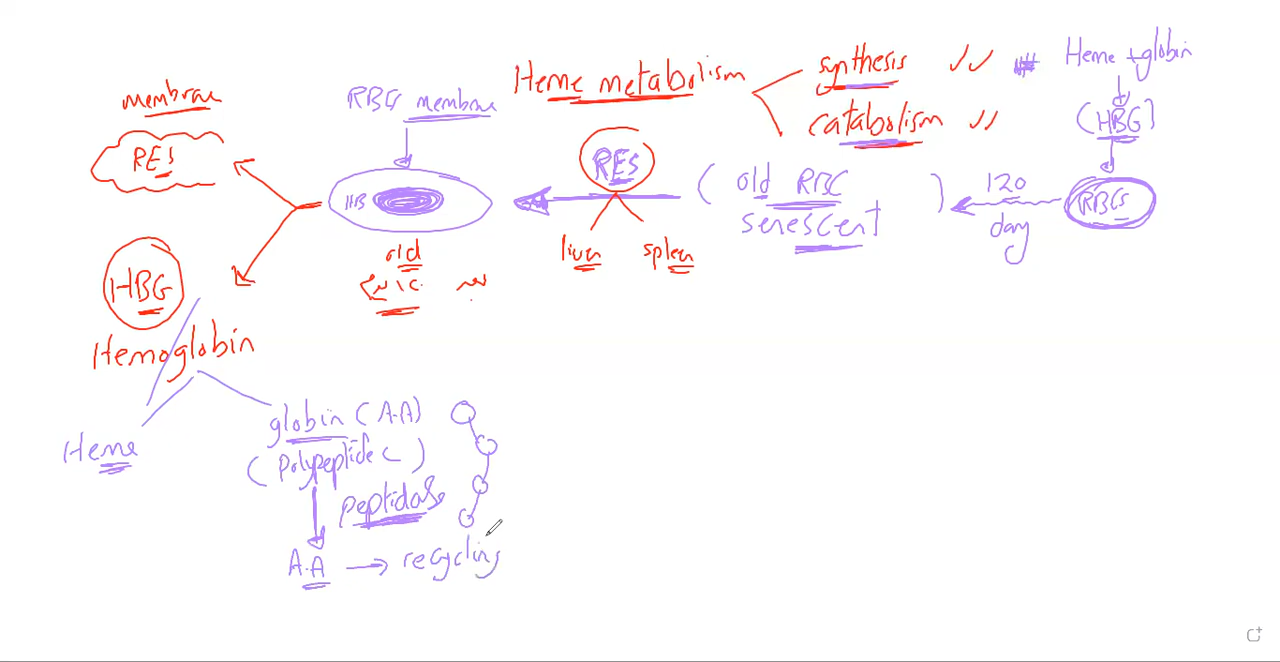 Heme metabolism
synthesis
catabolism
# Heme + globin
(HBG)
RBCs
120
day
(old RBC
senescent)
RES
liver
spleen
RBC membrane
HB
old
membrane
RES
HBG
Hemoglobin
Heme
globin (A.A)
(Polypeptide C)
peptidase
A.A → recycling